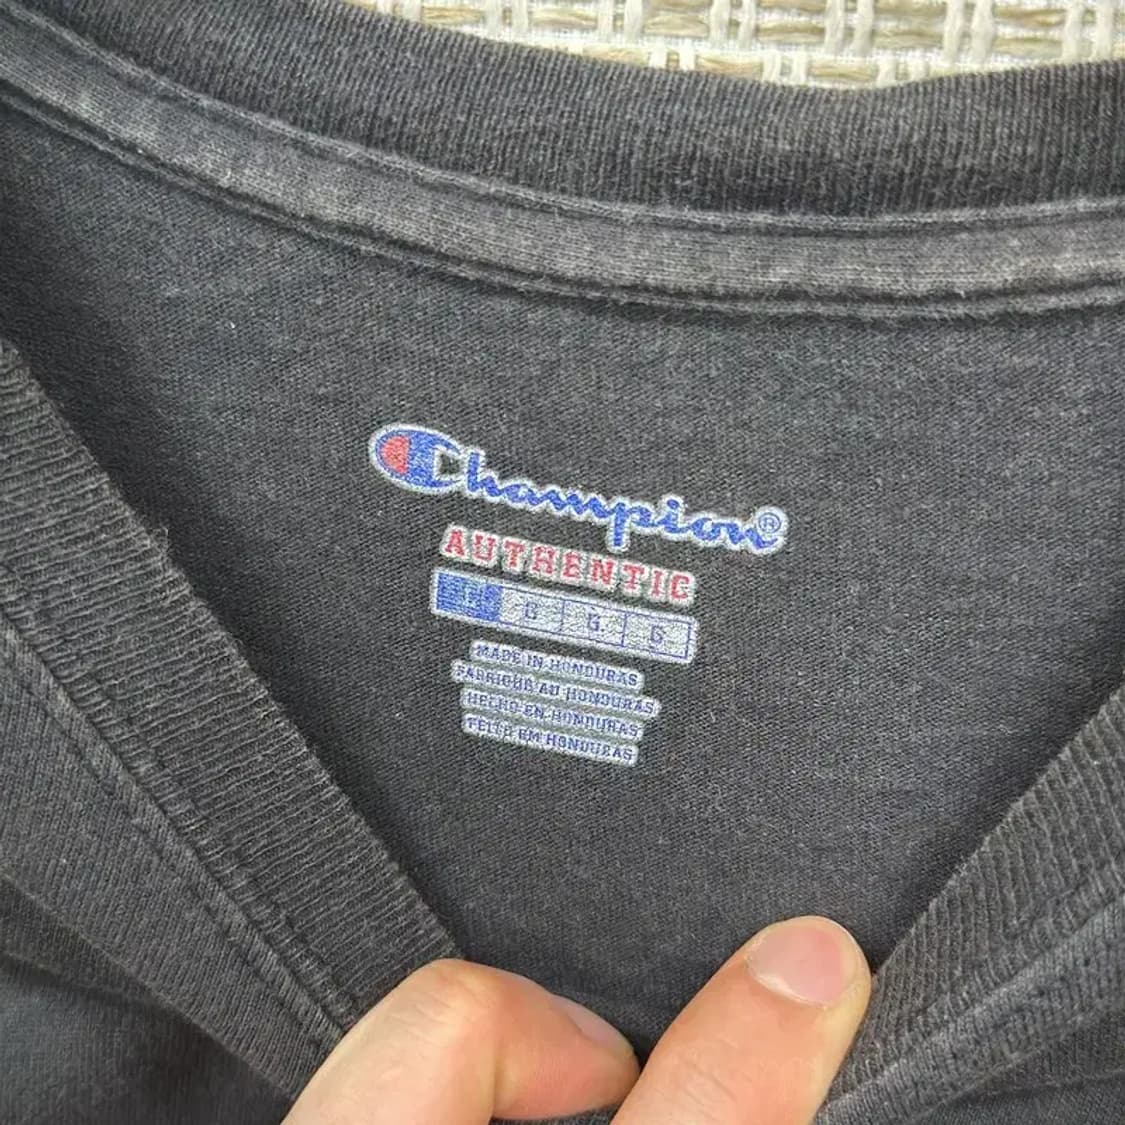 Champion®
AUTHENTIC
L G G G
MADE IN HONDURAS
FABRIQUÉ AU HONDURAS
HECHO EN HONDURAS
FEITO EM HONDURAS